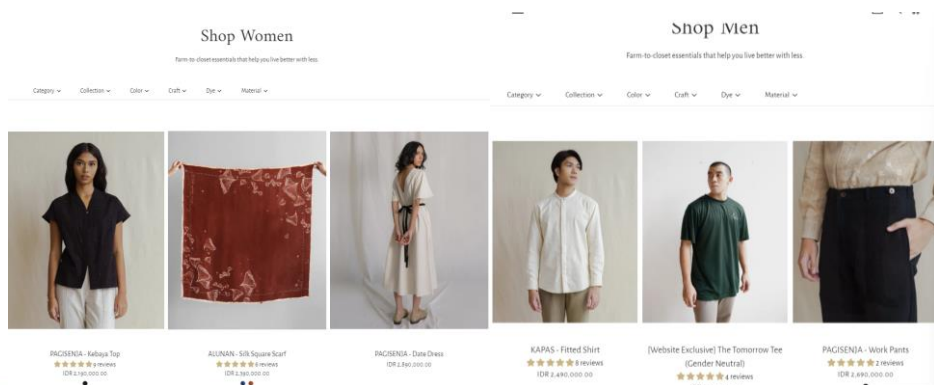 Shop Women
Farm-to-closet essentials that help you live better with less.
Category
Collection
Color
Craft
Dye
Material
PAGISENJA - Kebaya Top
9 reviews
IDR 2,190,000.00
ALUNAN - Silk Square Scarf
6 reviews
IDR 2,590,000.00
PAGISENJA - Date Dress
IDR 2,890,000.00
Shop Men
Farm-to-closet essentials that help you live better with less
Category
Collection
Color
Craft
Dye
Material
KAPAS - Fitted Shirt
8 reviews
IDR 2,490,000.00
[Website Exclusive] The Tomorrow Tee
(Gender Neutral)
4 reviews
PAGISENJA - Work Pants
2 reviews
IDR 2,690,000.00